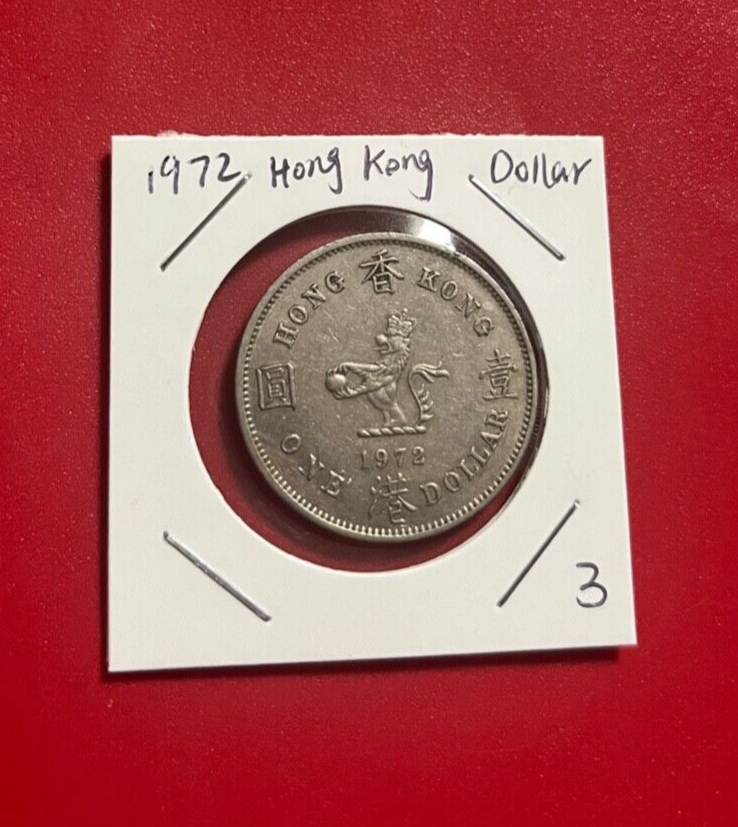 1972 Hong Kong Dollar
HONG 香 KONG
圓 壹
1972
ONE 港 DOLLAR
3